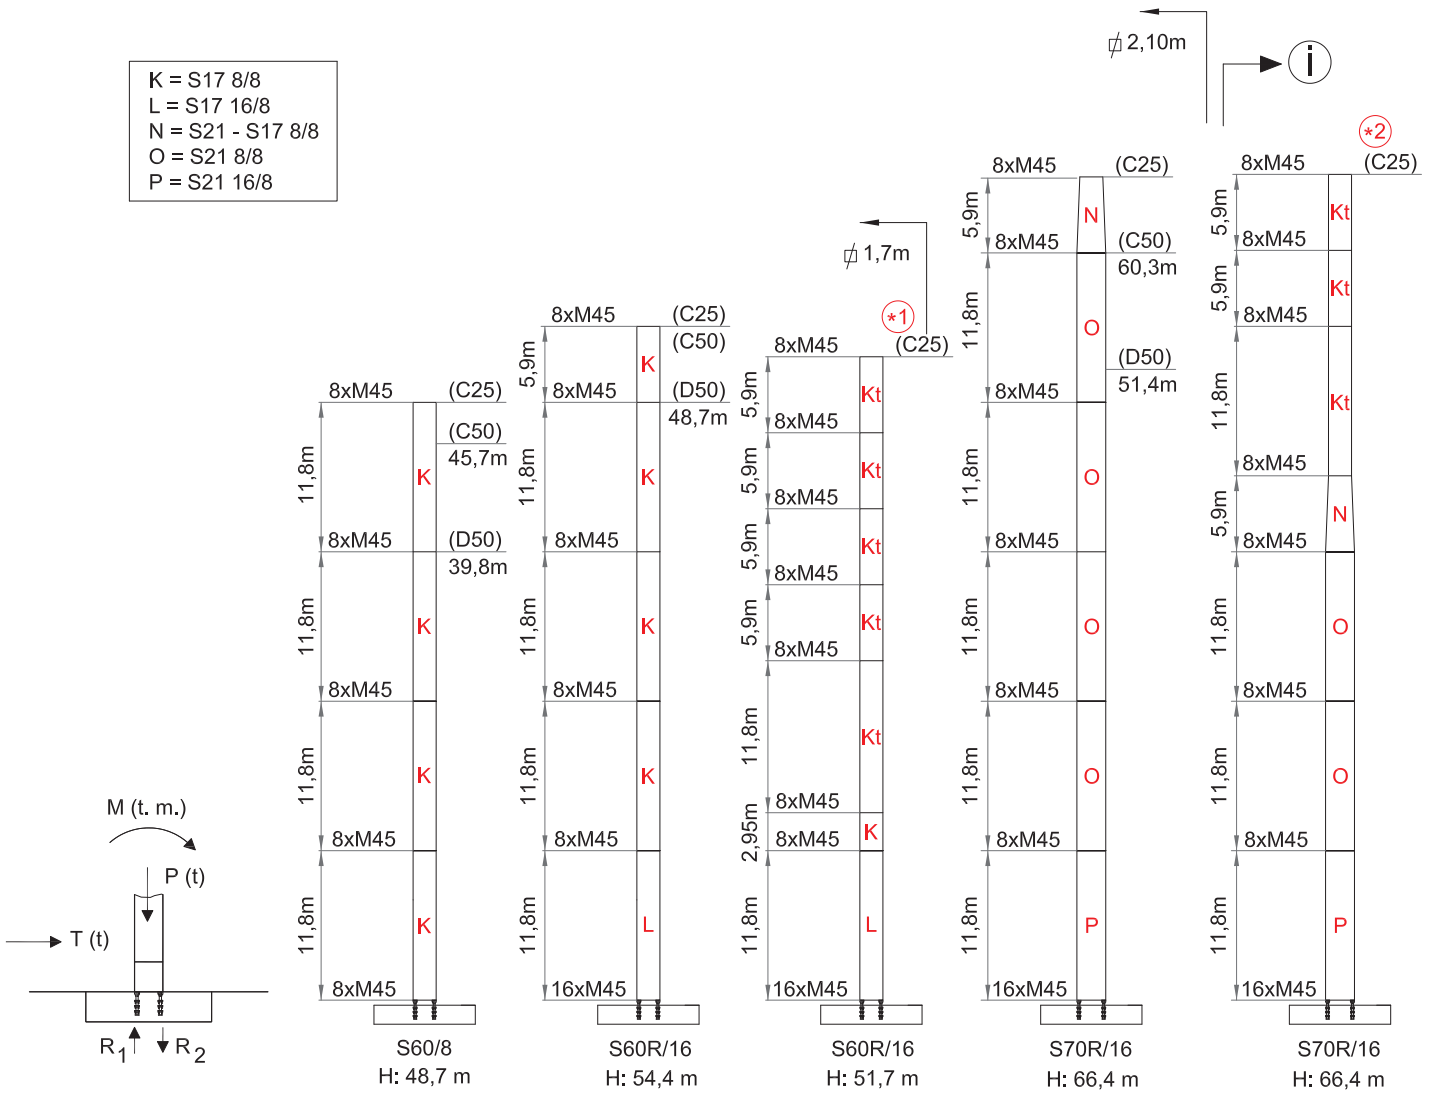 K = S17 8/8
L = S17 16/8
N = S21 - S17 8/8
O = S21 8/8
P = S21 16/8
M (t. m.)
P (t)
T (t)
R1
R2
8xM45
(C25)
(C50)
45,7m
11,8m
K
8xM45
(D50)
39,8m
11,8m
K
8xM45
11,8m
K
8xM45
11,8m
K
8xM45
S60/8
H: 48,7 m
8xM45
(C25)
(C50)
5,9m
K
8xM45
(D50)
48,7m
11,8m
K
8xM45
11,8m
K
8xM45
11,8m
K
8xM45
11,8m
L
16xM45
S60R/16
H: 54,4 m
1,7m
*1
8xM45
(C25)
5,9m
Kt
8xM45
5,9m
Kt
8xM45
5,9m
Kt
8xM45
5,9m
Kt
8xM45
11,8m
Kt
8xM45
2,95m
K
8xM45
11,8m
L
16xM45
S60R/16
H: 51,7 m
2,10m
i
8xM45
(C25)
5,9m
N
8xM45
(C50)
60,3m
11,8m
O
(D50)
51,4m
8xM45
11,8m
O
8xM45
11,8m
O
8xM45
11,8m
O
8xM45
11,8m
P
16xM45
S70R/16
H: 66,4 m
*2
8xM45
(C25)
5,9m
Kt
8xM45
5,9m
Kt
8xM45
11,8m
Kt
8xM45
5,9m
N
8xM45
11,8m
O
8xM45
11,8m
O
8xM45
11,8m
P
16xM45
S70R/16
H: 66,4 m